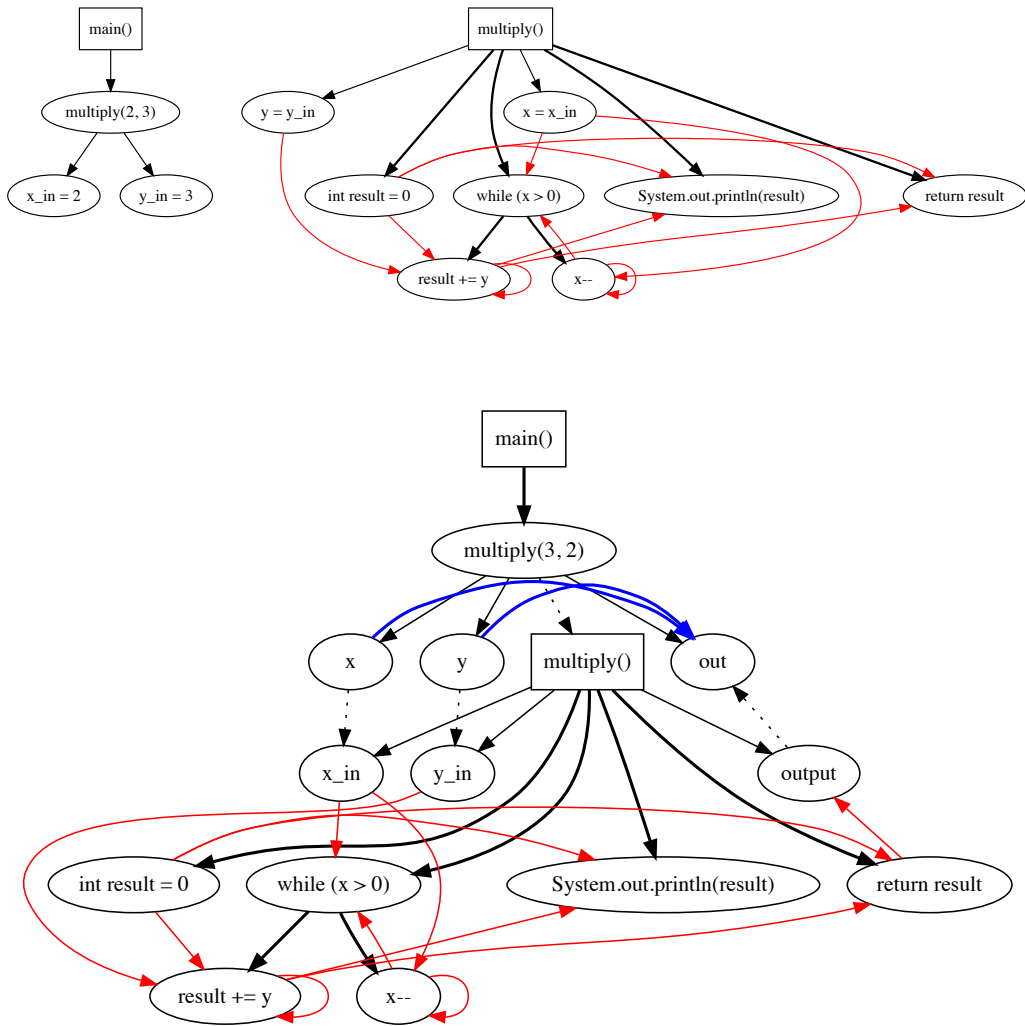 main()
multiply()
multiply(2, 3)
y = y_in
x = x_in
x_in = 2
y_in = 3
int result = 0
while (x > 0)
System.out.println(result)
return result
result += y
x--
main()
multiply(3, 2)
x
y
multiply()
out
x_in
y_in
output
int result = 0
while (x > 0)
System.out.println(result)
return result
result += y
x--